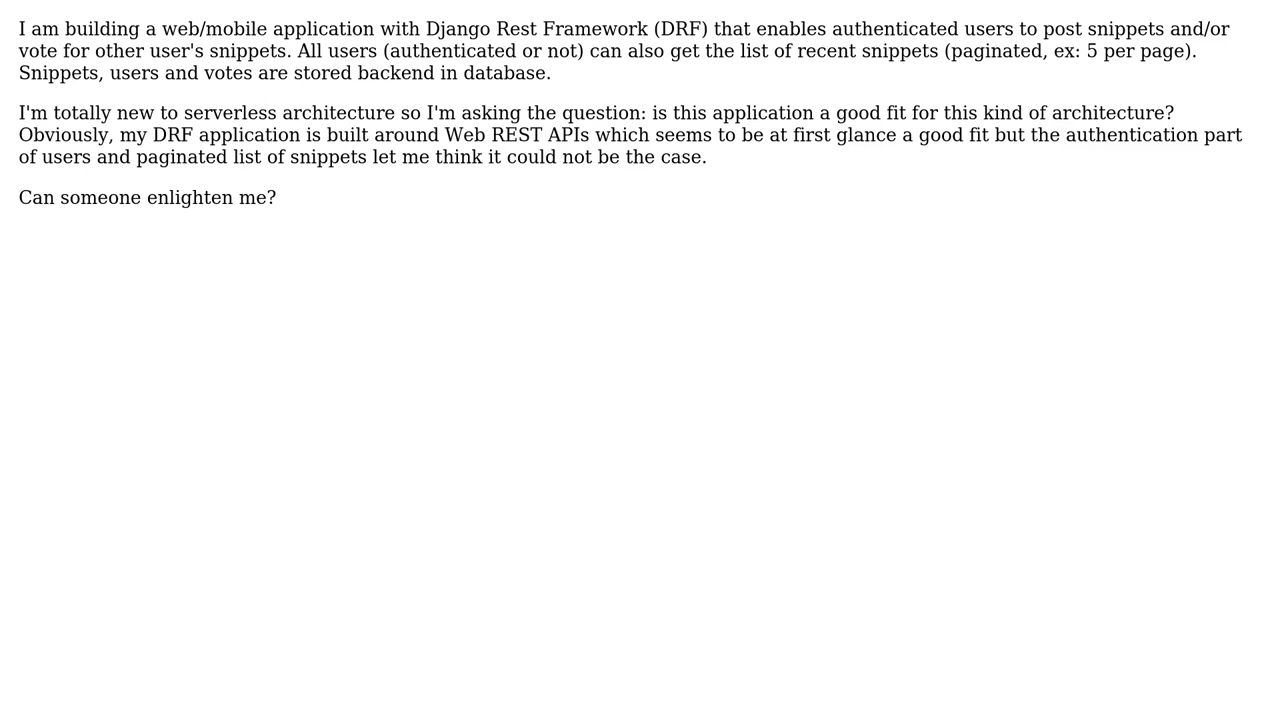 I am building a web/mobile application with Django Rest Framework (DRF) that enables authenticated users to post snippets and/or
vote for other user's snippets. All users (authenticated or not) can also get the list of recent snippets (paginated, ex: 5 per page).
Snippets, users and votes are stored backend in database.
I'm totally new to serverless architecture so I'm asking the question: is this application a good fit for this kind of architecture?
Obviously, my DRF application is built around Web REST APIs which seems to be at first glance a good fit but the authentication part
of users and paginated list of snippets let me think it could not be the case.
Can someone enlighten me?